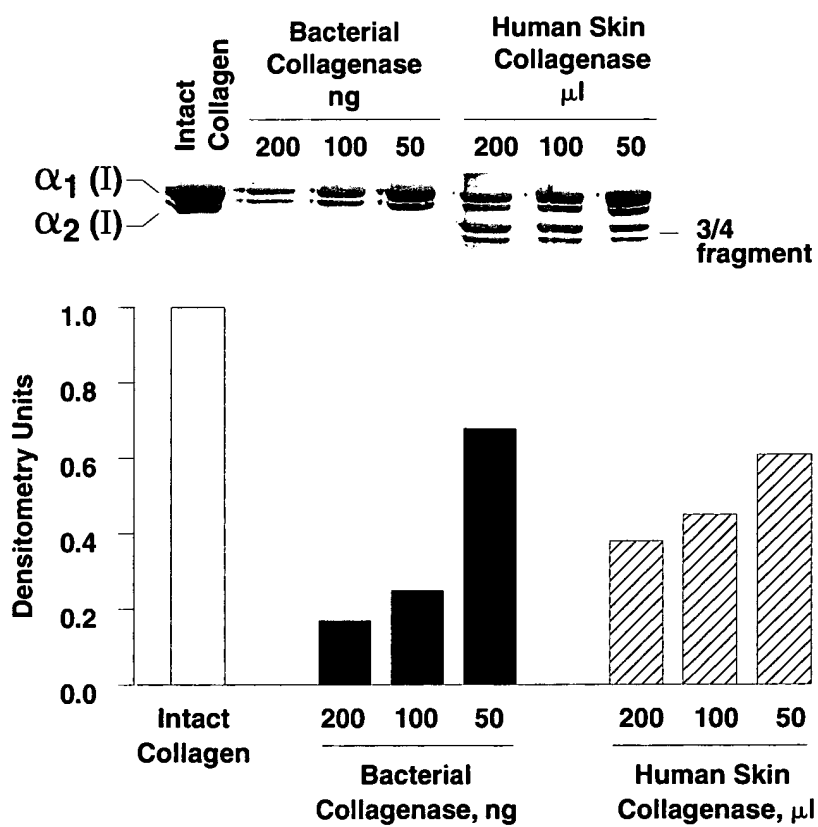 Intact
Collagen
Bacterial
Collagenase
ng
Human Skin
Collagenase
μl
200 100 50
200 100 50
α1 (I)
α2 (I)
3/4
fragment
Densitometry Units
1.0
0.8
0.6
0.4
0.2
0.0
Intact
Collagen
200 100 50
Bacterial
Collagenase, ng
200 100 50
Human Skin
Collagenase, μl